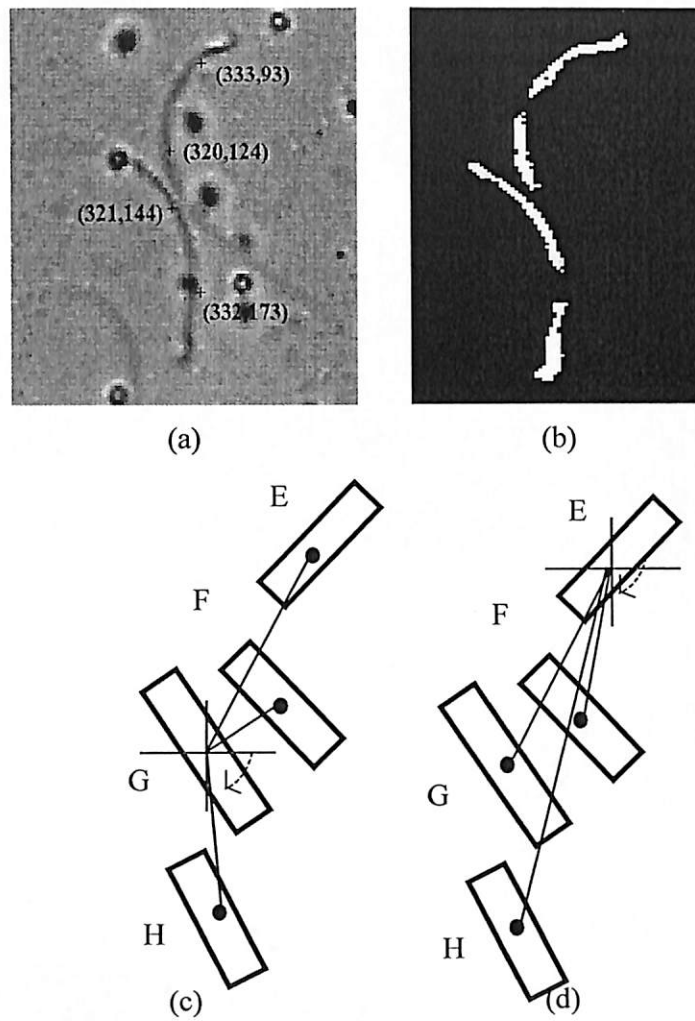 (333,93)
(320,124)
(321,144)
(332,173)
(a)
(b)
E
F
G
H
(c)
E
F
G
H
(d)